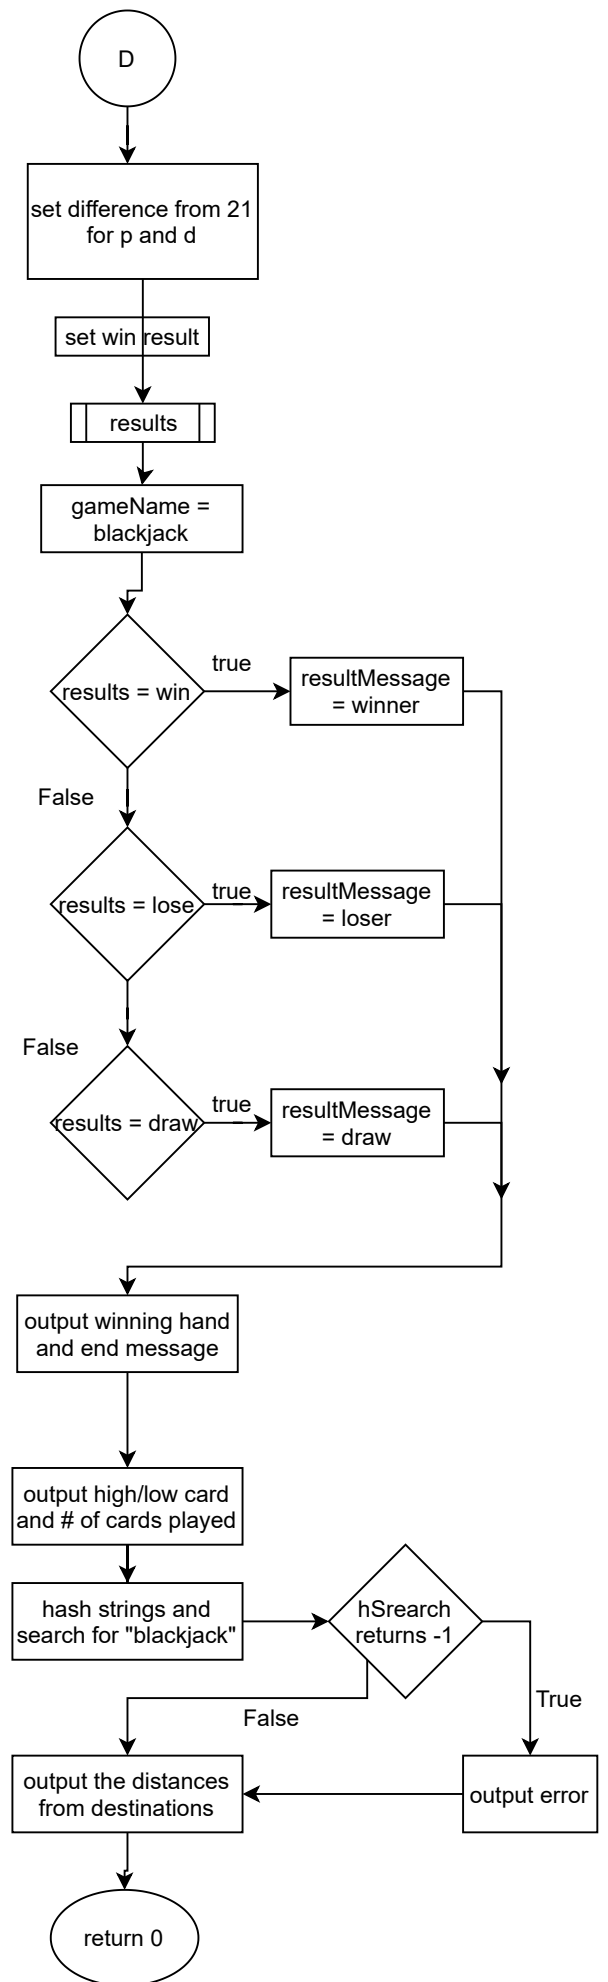 D
set difference from 21
for p and d
set win result
results
gameName =
blackjack
results = win
true
resultMessage
= winner
False
results = lose
true
resultMessage
= loser
False
results = draw
true
resultMessage
= draw
output winning hand
and end message
output high/low card
and # of cards played
hash strings and
search for "blackjack"
hSrearch
returns -1
False
True
output the distances
from destinations
output error
return 0